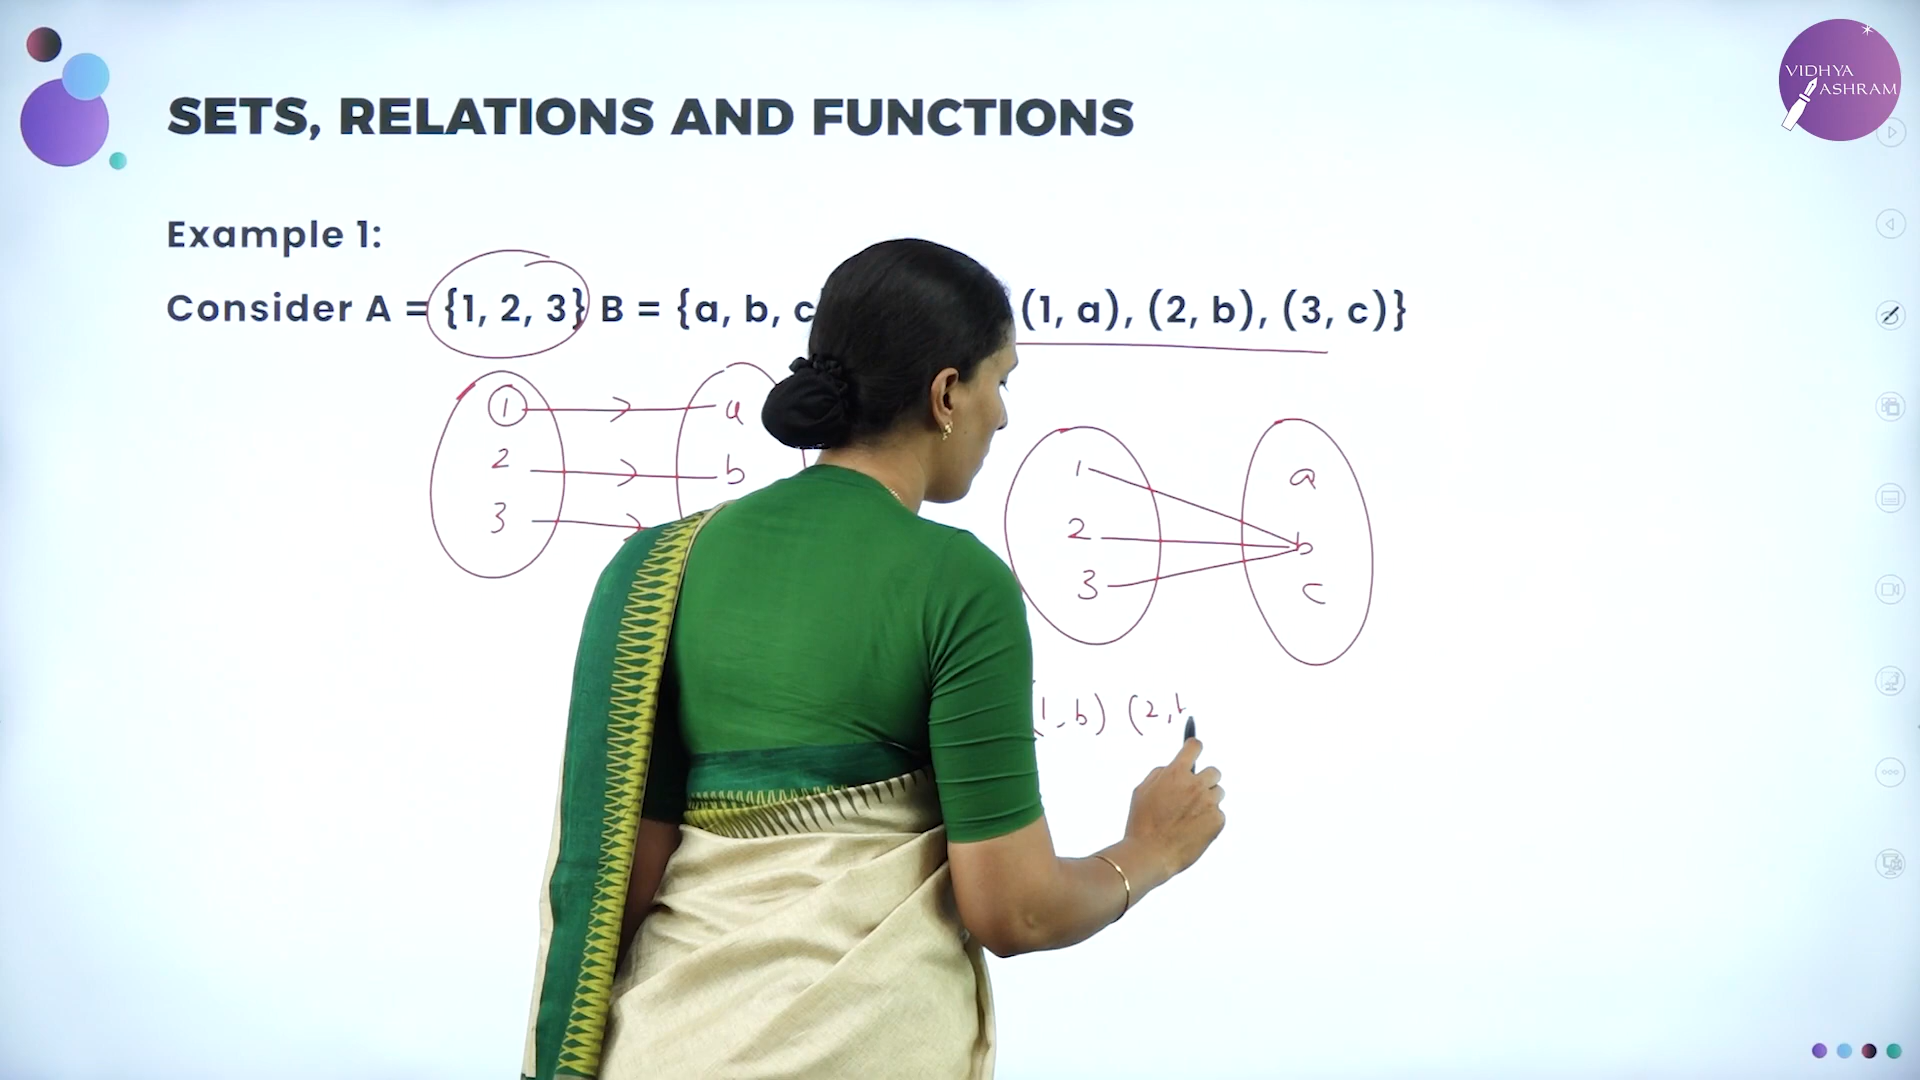 VIDHYA
ASHRAM
SETS, RELATIONS AND FUNCTIONS
Example 1:
Consider A = {1, 2, 3} B = {a, b, c (1, a), (2, b), (3, c)}
1 a
2 b
3
1 a
2 b
3 c
(1, b) (2,